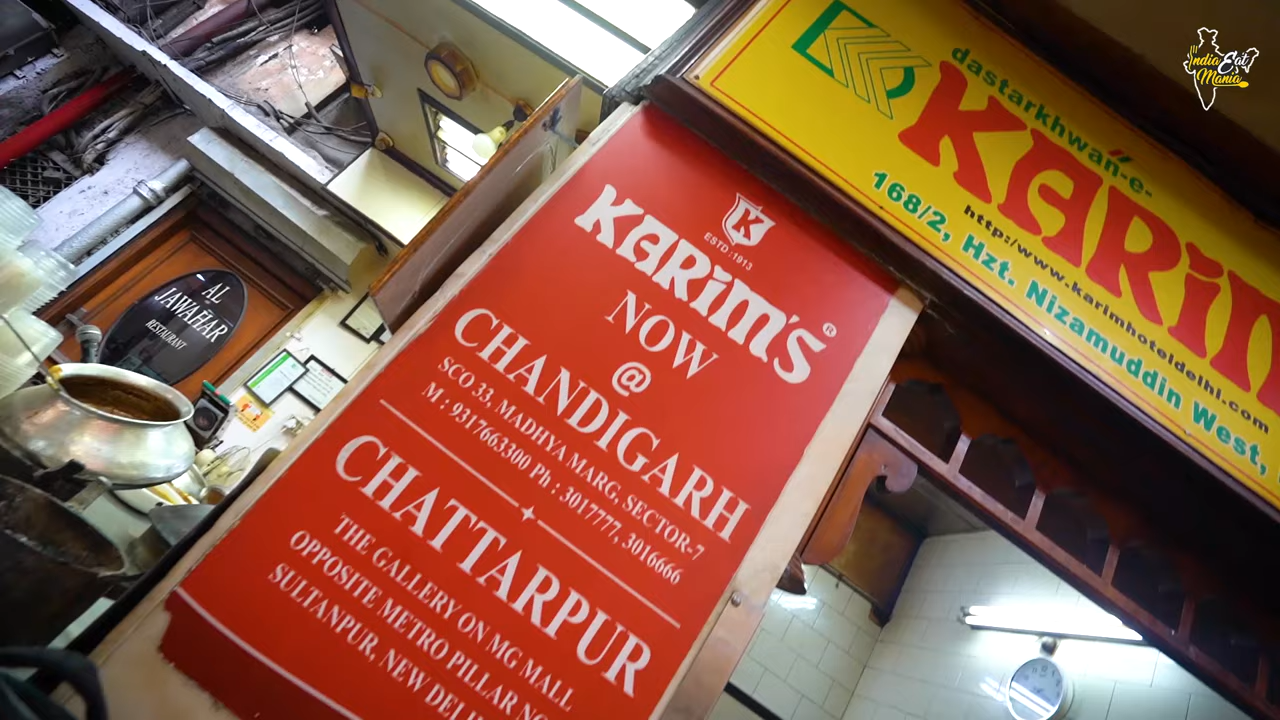 India Eat
Mania
dastarkhwan-e-
KARIM
http:/www.karimhoteldelhi.com
168/2, Hzt. Nizamuddin West,
K
ESTD :1913
KARIM'S®
NOW
@
CHANDIGARH
SCO 33, MADHYA MARG, SECTOR-7
M : 9317663300 Ph : 3017777, 3016666
CHATTARPUR
THE GALLERY ON MG MALL
OPPOSITE METRO PILLAR NO
SULTANPUR, NEW DELHI
AL
JAWAHAR
RESTAURANT